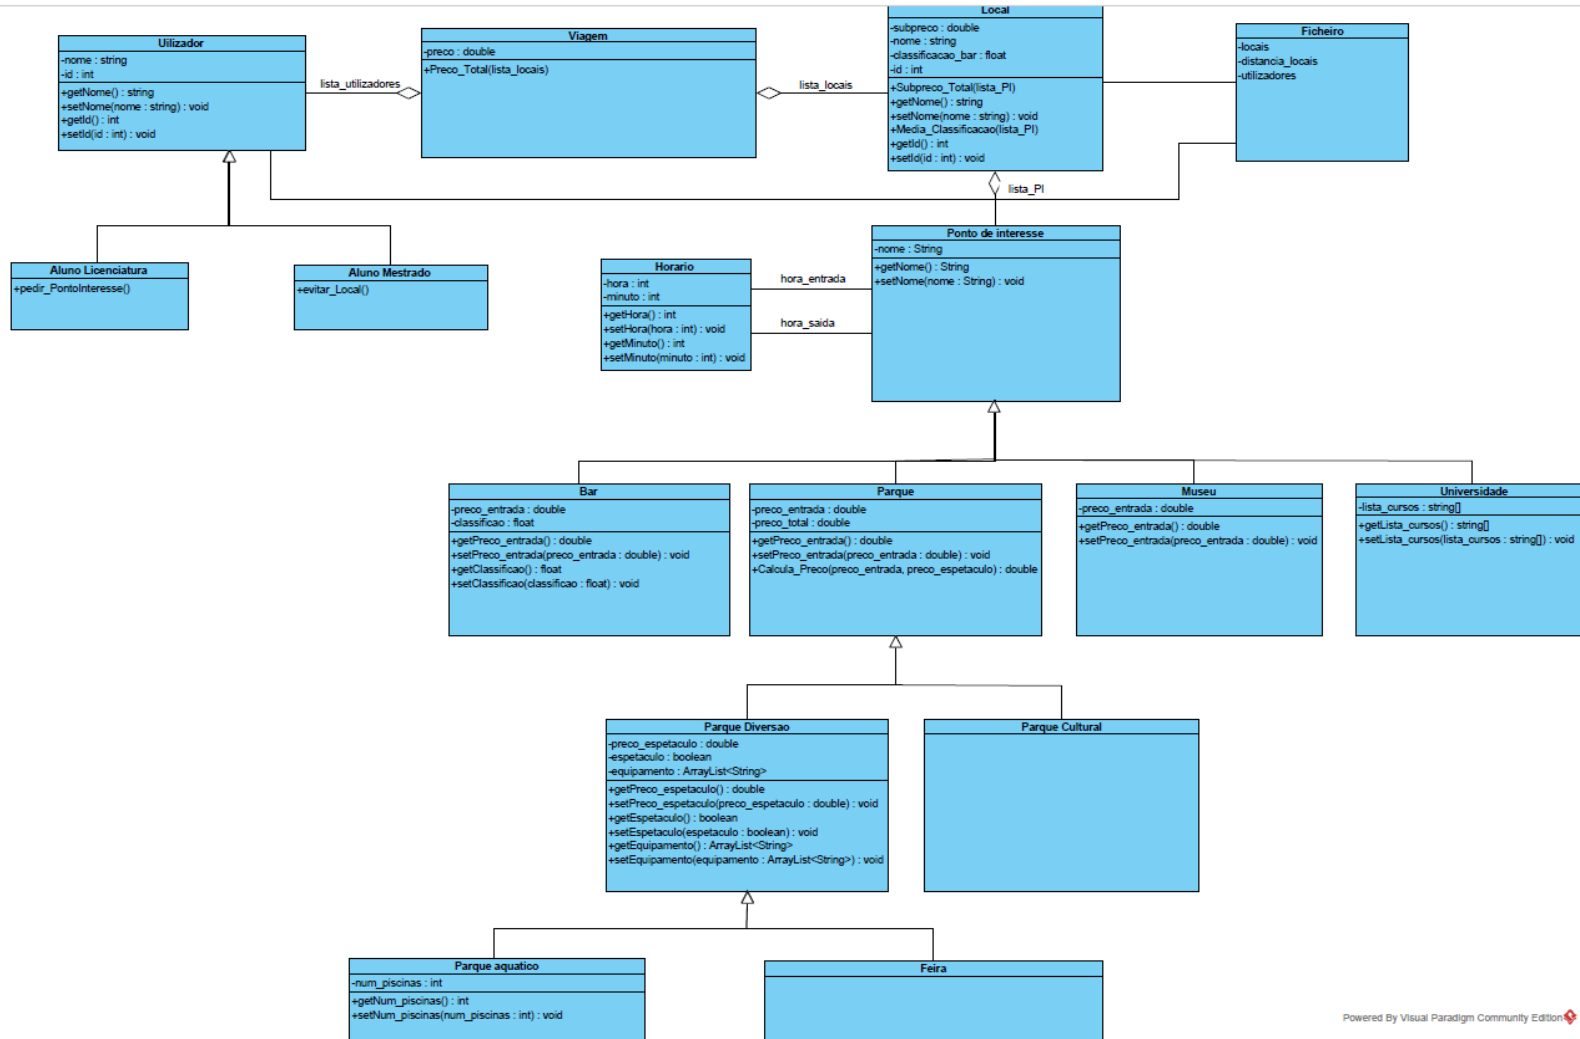 Uilizador
-nome : string
-id : int
+getNome() : string
+setNome(nome : string) : void
+getId() : int
+setId(id : int) : void
lista_utilizadores
Viagem
-preco : double
+Preco_Total(lista_locais)
lista_locais
Local
-subpreco : double
-nome : string
-classificacao_bar : float
-id : int
+Subpreco_Total(lista_PI)
+getNome() : string
+setNome(nome : string) : void
+Media_Classificacao(lista_PI)
+getId() : int
+setId(id : int) : void
Ficheiro
-locais
-distancia_locais
-utilizadores
lista_PI
Aluno Licenciatura
+pedir_PontoInteresse()
Aluno Mestrado
+evitar_Local()
Horario
-hora : int
-minuto : int
+getHora() : int
+setHora(hora : int) : void
+getMinuto() : int
+setMinuto(minuto : int) : void
hora_entrada
hora_saida
Ponto de interesse
-nome : String
+getNome() : String
+setNome(nome : String) : void
Bar
-preco_entrada : double
-classificao : float
+getPreco_entrada() : double
+setPreco_entrada(preco_entrada : double) : void
+getClassificao() : float
+setClassificao(classificao : float) : void
Parque
-preco_entrada : double
-preco_total : double
+getPreco_entrada() : double
+setPreco_entrada(preco_entrada : double) : void
+Calcula_Preco(preco_entrada, preco_espetaculo) : double
Museu
-preco_entrada : double
+getPreco_entrada() : double
+setPreco_entrada(preco_entrada : double) : void
Universidade
-lista_cursos : string[]
+getLista_cursos() : string[]
+setLista_cursos(lista_cursos : string[]) : void
Parque Diversao
-preco_espetaculo : double
-espetaculo : boolean
-equipamento : ArrayList<String>
+getPreco_espetaculo() : double
+setPreco_espetaculo(preco_espetaculo : double) : void
+getEspetaculo() : boolean
+setEspetaculo(espetaculo : boolean) : void
+getEquipamento() : ArrayList<String>
+setEquipamento(equipamento : ArrayList<String>) : void
Parque Cultural
Parque aquatico
-num_piscinas : int
+getNum_piscinas() : int
+setNum_piscinas(num_piscinas : int) : void
Feira
Powered By Visual Paradigm Community Edition